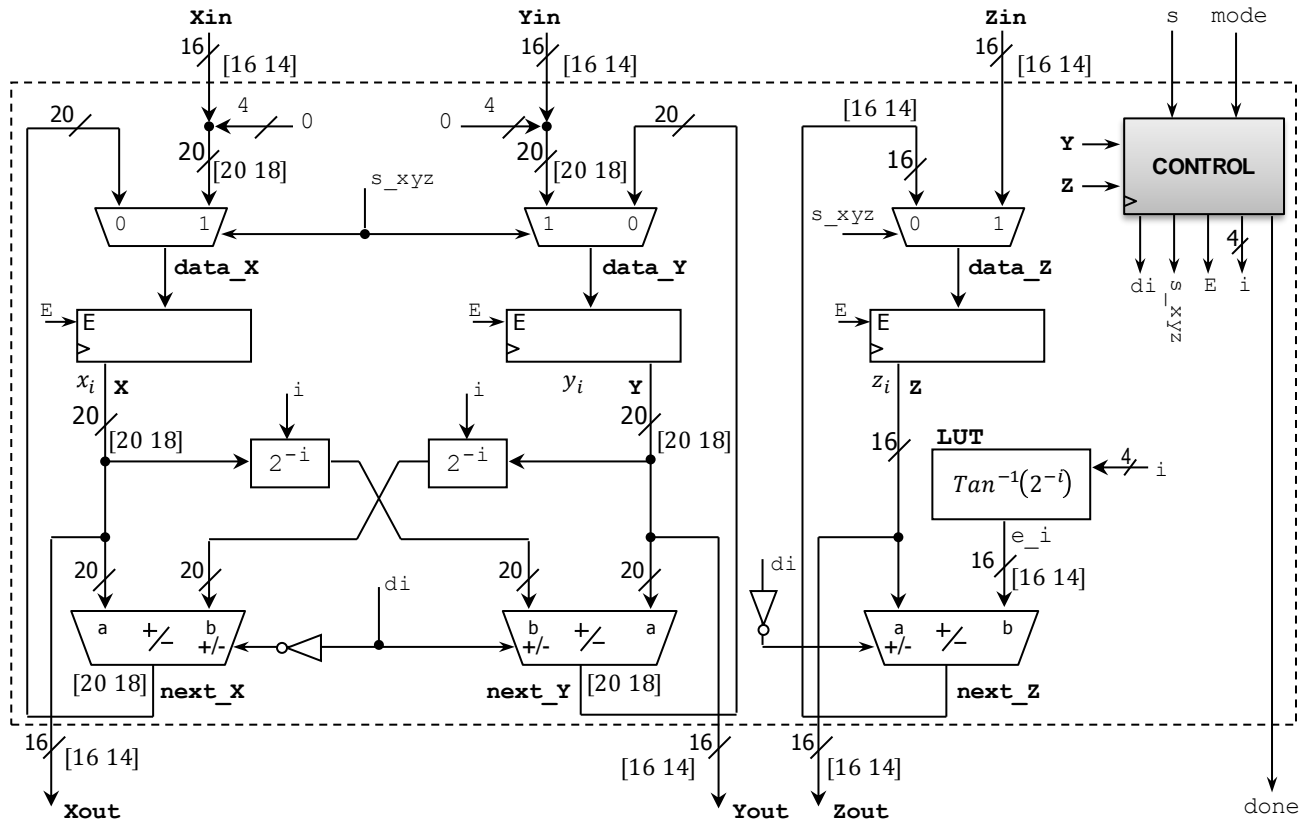 Xin Yin Zin s mode
16 [16 14] 16 [16 14] 16 [16 14]
20 4 0 0 4 20 [16 14]
20 [20 18] 20 [20 18] 16
s_xyz
Y
Z
CONTROL
0 1 1 0 s_xyz 0 1
4
data_X data_Y data_Z di s_xyz E i
E E E E E E
x_i X y_i Y z_i Z
i i
20 [20 18] 20 [20 18] 16
LUT
2^{-i} 2^{-i} Tan^{-1}(2^{-i}) 4 i
e_i
20 20 20 20 16 [16 14]
di di
a b b a a b
+/- +/- +/- +/- +/- +/-
[20 18] next_X next_Y [20 18] next_Z
16 [16 14] 16 [16 14] 16 [16 14]
Xout Yout Zout done